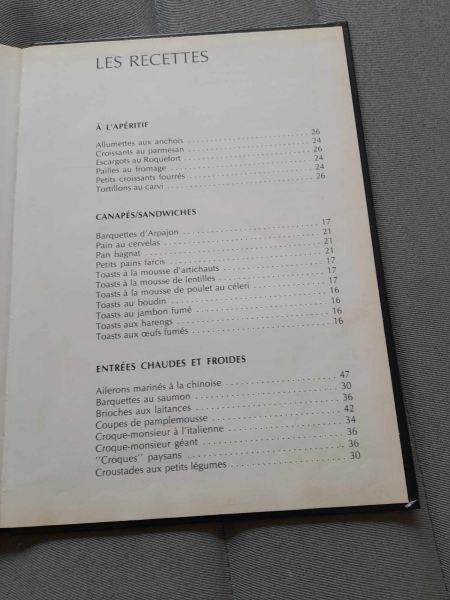 LES RECETTES
À L'APÉRITIF
Allumettes aux anchois 26
Croissants au parmesan 24
Escargots au Roquefort 26
Pailles au fromage 24
Petits croissants fourrés 24
Tortillons au carvi 26
CANAPÉS/SANDWICHES
Barquettes d'Arpajon 17
Pain au cervelas 21
Pan bagnat 21
Petits pains farcis 21
Toasts à la mousse d'artichauts 17
Toasts à la mousse de lentilles 17
Toasts à la mousse de poulet au céleri 17
Toasts au boudin 16
Toasts au jambon fumé 16
Toasts aux harengs 16
Toasts aux œufs fumés 16
ENTRÉES CHAUDES ET FROIDES
Ailerons marinés à la chinoise 47
Barquettes au saumon 30
Brioches aux laitances 36
Coupes de pamplemousse 42
Croque-monsieur à l'italienne 34
Croque-monsieur géant 36
"Croques" paysans 36
Croustades aux petits légumes 30